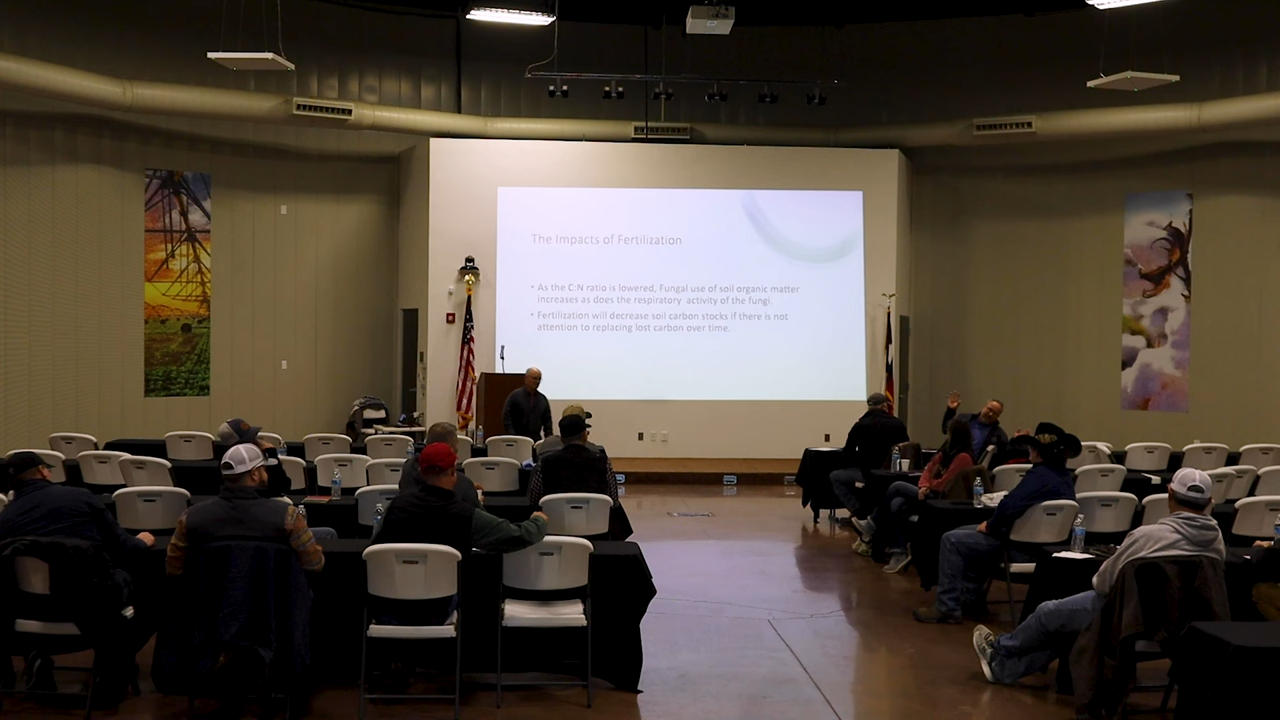 The Impacts of Fertilization
• As the C:N ratio is lowered, Fungal use of soil organic matter
increases as does the respiratory activity of the fungi.
• Fertilization will decrease soil carbon stocks if there is not
attention to replacing lost carbon over time.